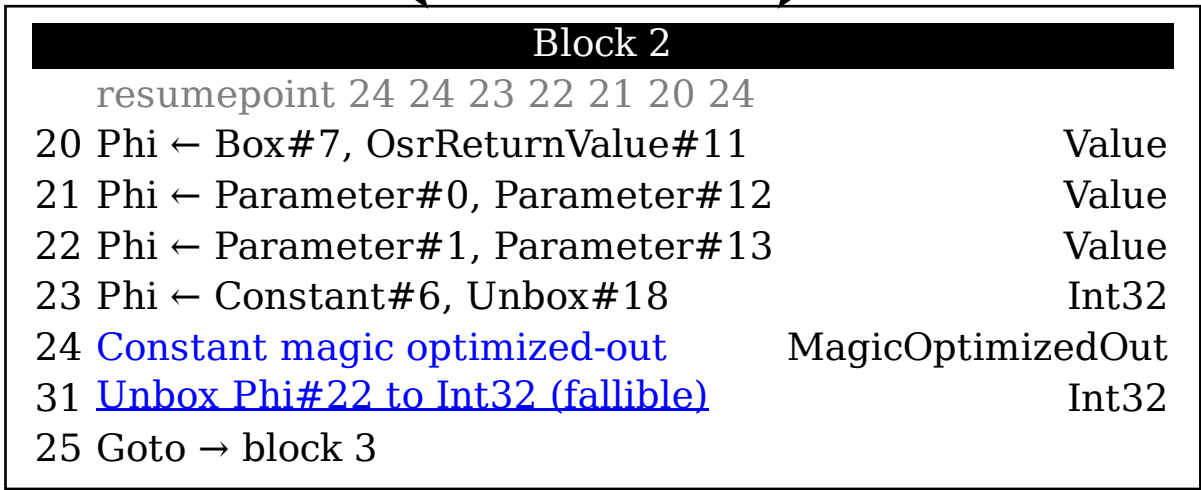 Block 2
resumepoint 24 24 23 22 21 20 24
20 Phi ← Box#7, OsrReturnValue#11 Value
21 Phi ← Parameter#0, Parameter#12 Value
22 Phi ← Parameter#1, Parameter#13 Value
23 Phi ← Constant#6, Unbox#18 Int32
24 Constant magic optimized-out MagicOptimizedOut
31 Unbox Phi#22 to Int32 (fallible) Int32
25 Goto → block 3